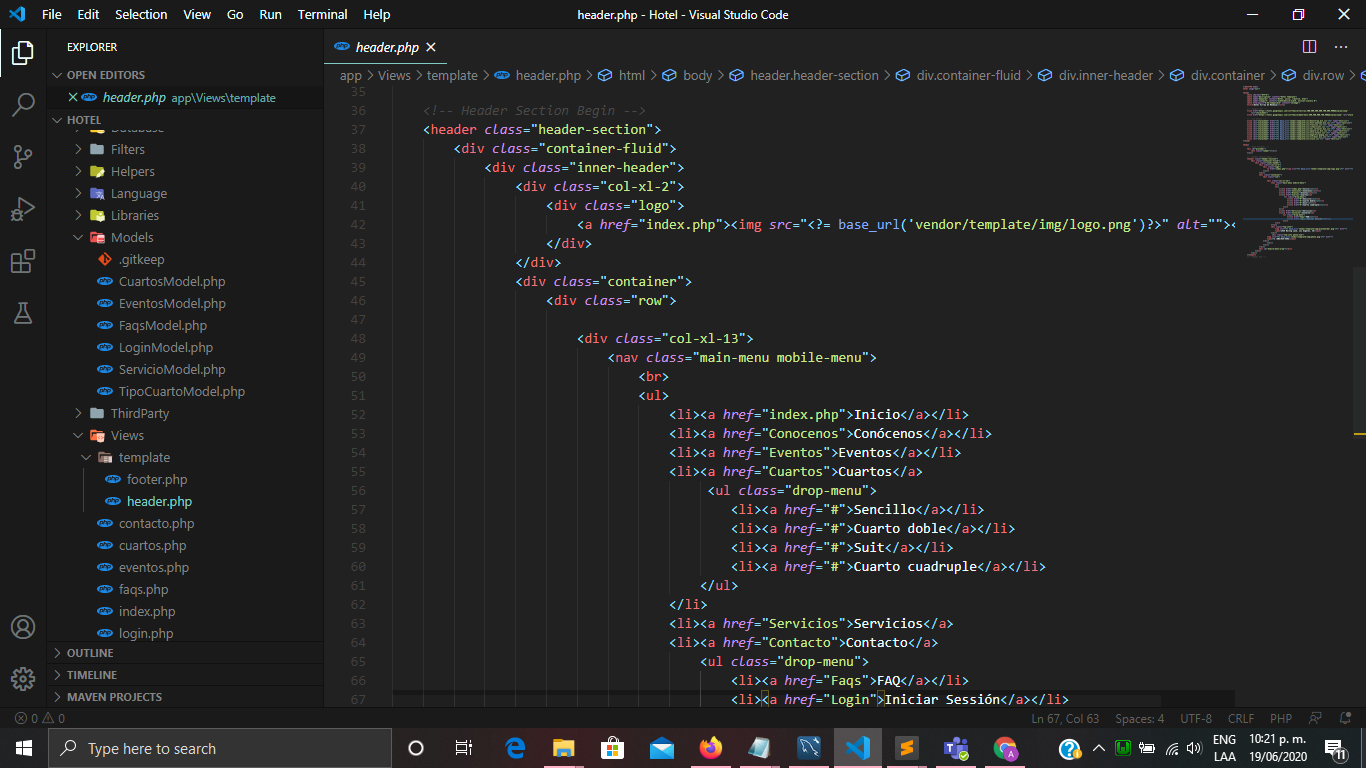 File Edit Selection View Go Run Terminal Help header.php - Hotel - Visual Studio Code
EXPLORER
OPEN EDITORS
header.php app\Views\template
HOTEL
Database
Filters
Helpers
Language
Libraries
Models
.gitkeep
CuartosModel.php
EventosModel.php
FaqsModel.php
LoginModel.php
ServicioModel.php
TipoCuartoModel.php
ThirdParty
Views
template
footer.php
header.php
contacto.php
cuartos.php
eventos.php
faqs.php
index.php
login.php
OUTLINE
TIMELINE
MAVEN PROJECTS
header.php
app > Views > template > header.php > html > body > header.header-section > div.container-fluid > div.inner-header > div.container > div.row >
35
36 <!-- Header Section Begin -->
37 <header class="header-section">
38 <div class="container-fluid">
39 <div class="inner-header">
40 <div class="col-xl-2">
41 <div class="logo">
42 <a href="index.php"><img src="<?= base_url('vendor/template/img/logo.png')?>" alt=""><
43 </div>
44 </div>
45 <div class="container">
46 <div class="row">
47
48 <div class="col-xl-13">
49 <nav class="main-menu mobile-menu">
50 <br>
51 <ul>
52 <li><a href="index.php">Inicio</a></li>
53 <li><a href="Conocenos">Conócenos</a></li>
54 <li><a href="Eventos">Eventos</a></li>
55 <li><a href="Cuartos">Cuartos</a>
56 <ul class="drop-menu">
57 <li><a href="#">Sencillo</a></li>
58 <li><a href="#">Cuarto doble</a></li>
59 <li><a href="#">Suit</a></li>
60 <li><a href="#">Cuarto cuadruple</a></li>
61 </ul>
62 </li>
63 <li><a href="Servicios">Servicios</a>
64 <li><a href="Contacto">Contacto</a>
65 <ul class="drop-menu">
66 <li><a href="Faqs">FAQ</a></li>
67 <li><a href="Login">Iniciar Sessión</a></li>
0 0 Ln 67, Col 63 Spaces: 4 UTF-8 CRLF PHP
Type here to search
ENG
LAA
10:21 p. m.
19/06/2020
11